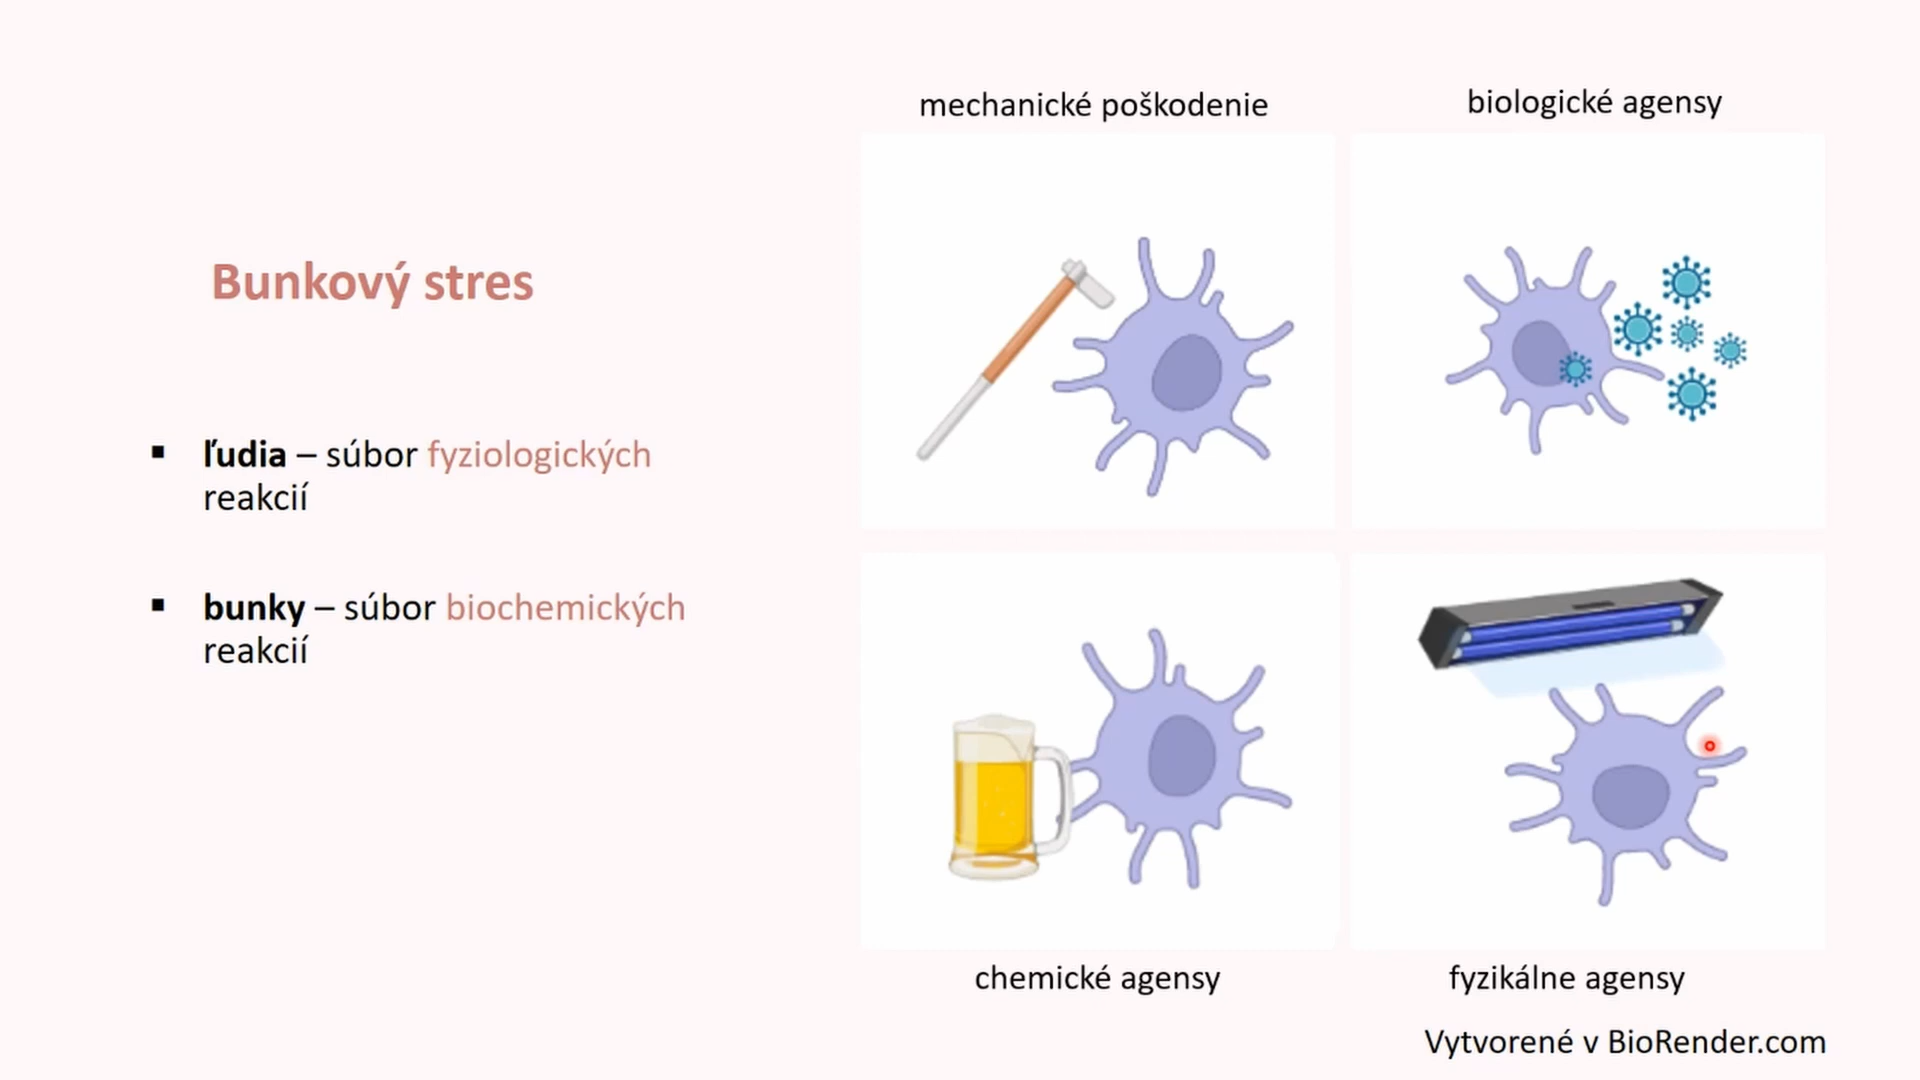 Bunkový stres
▪ ľudia – súbor fyziologických
reakcií
▪ bunky – súbor biochemických
reakcií
mechanické poškodenie
biologické agensy
chemické agensy
fyzikálne agensy
Vytvorené v BioRender.com